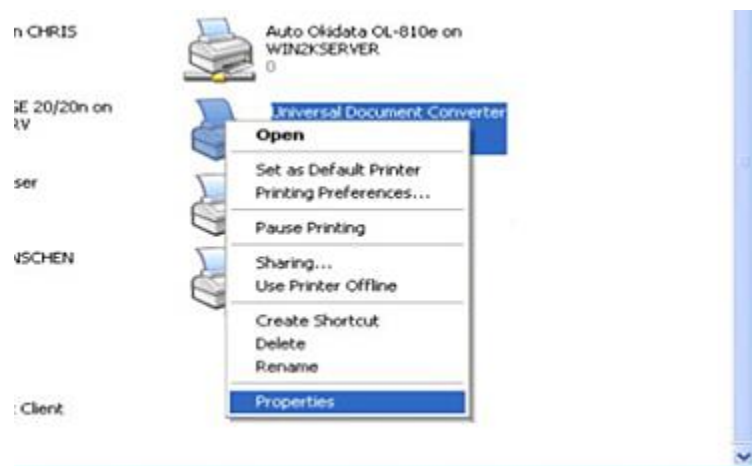 n CHRIS
Auto Okidata OL-810e on
WIN2KSERVER
0
GE 20/20n on
RV
Universal Document Converter
Open
Set as Default Printer
Printing Preferences...
ser
Pause Printing
NSCHEN
Sharing...
Use Printer Offline
Create Shortcut
Delete
Rename
Client
Properties